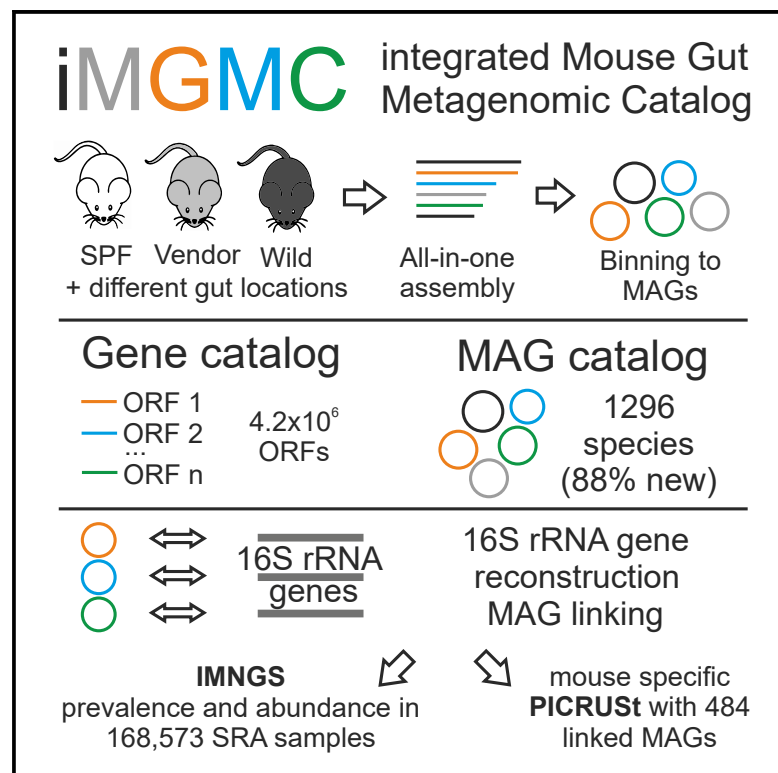 iMGMC
integrated Mouse Gut
Metagenomic Catalog
SPF
Vendor
Wild
+ different gut locations
All-in-one
assembly
Binning to
MAGs
Gene catalog
ORF 1
ORF 2
...
ORF n
4.2x10⁶
ORFs
MAG catalog
1296
species
(88% new)
16S rRNA
genes
16S rRNA gene
reconstruction
MAG linking
IMNGS
prevalence and abundance in
168,573 SRA samples
mouse specific
PICRUSt with 484
linked MAGs